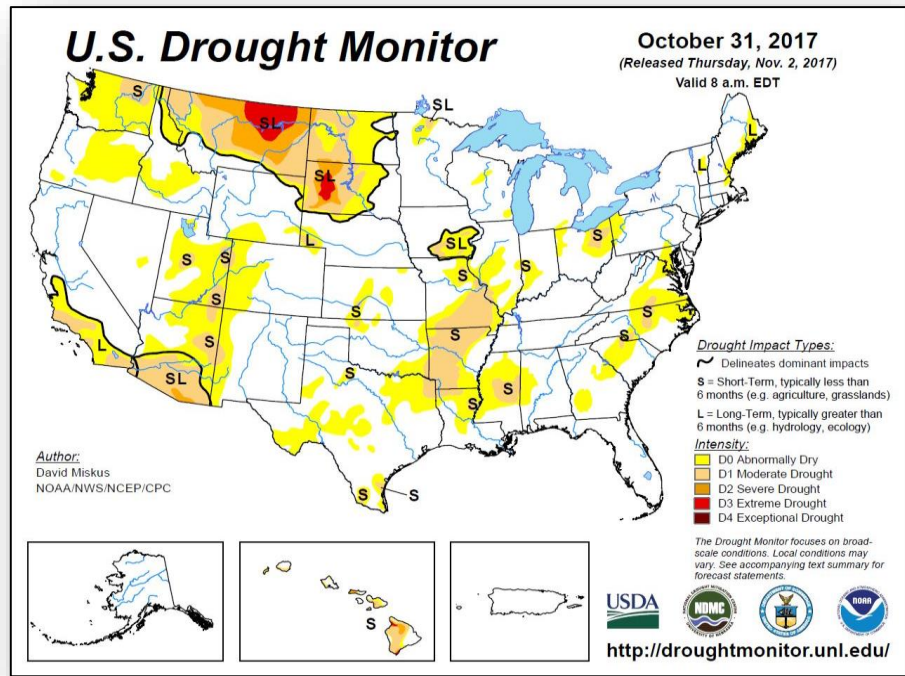 U.S. Drought Monitor
October 31, 2017
(Released Thursday, Nov. 2, 2017)
Valid 8 a.m. EDT
S
SL
SL
L
SL
L
L
SL
S
S
S
S
S
S
S
S
S
S
SL
L
S
S
S
S
S
S
S
S
Drought Impact Types:
Delineates dominant impacts
S = Short-Term, typically less than
6 months (e.g. agriculture, grasslands)
L = Long-Term, typically greater than
6 months (e.g. hydrology, ecology)
Intensity:
D0 Abnormally Dry
D1 Moderate Drought
D2 Severe Drought
D3 Extreme Drought
D4 Exceptional Drought
Author:
David Miskus
NOAA/NWS/NCEP/CPC
The Drought Monitor focuses on broad-
scale conditions. Local conditions may
vary. See accompanying text summary for
forecast statements.
S
USDA
NDMC
NOAA
http://droughtmonitor.unl.edu/